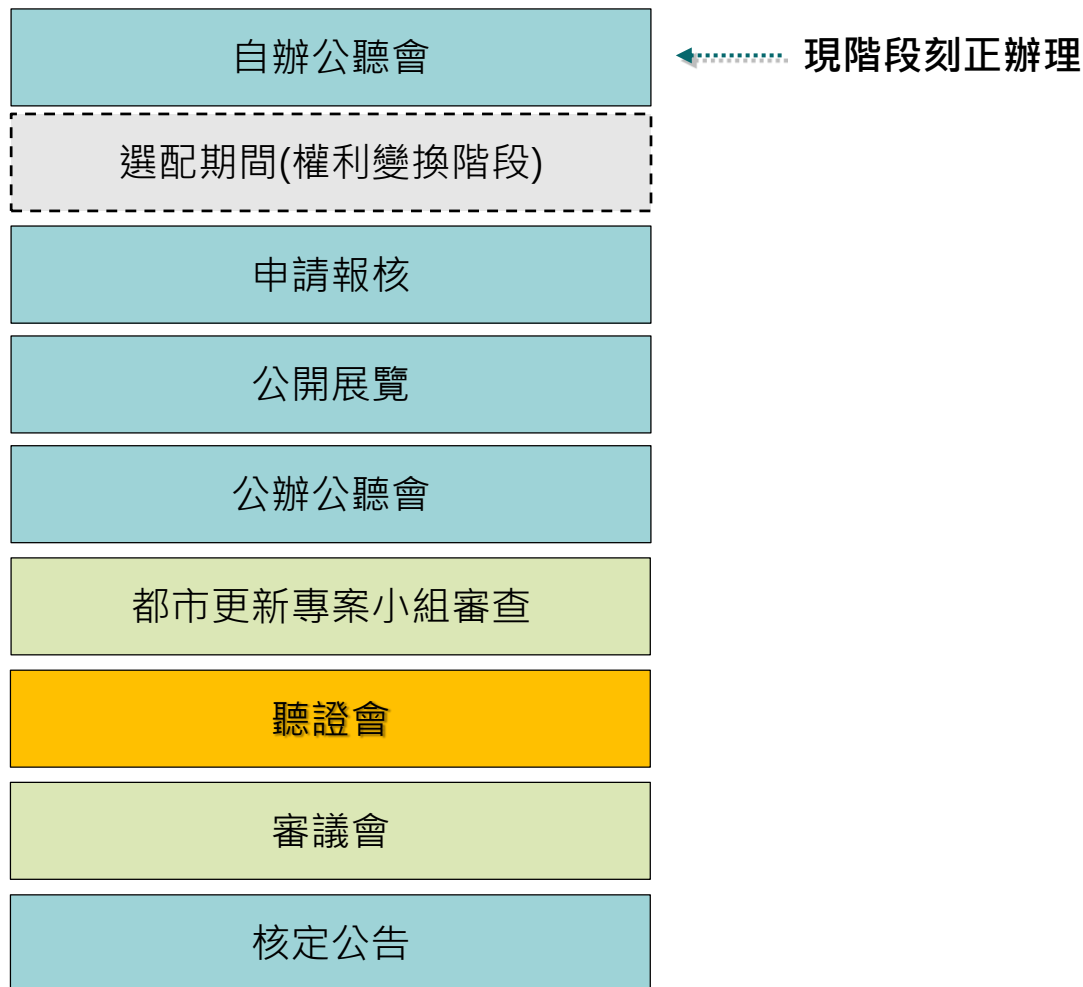 自辦公聽會
現階段刻正辦理
選配期間(權利變換階段)
申請報核
公開展覽
公辦公聽會
都市更新專案小組審查
聽證會
審議會
核定公告